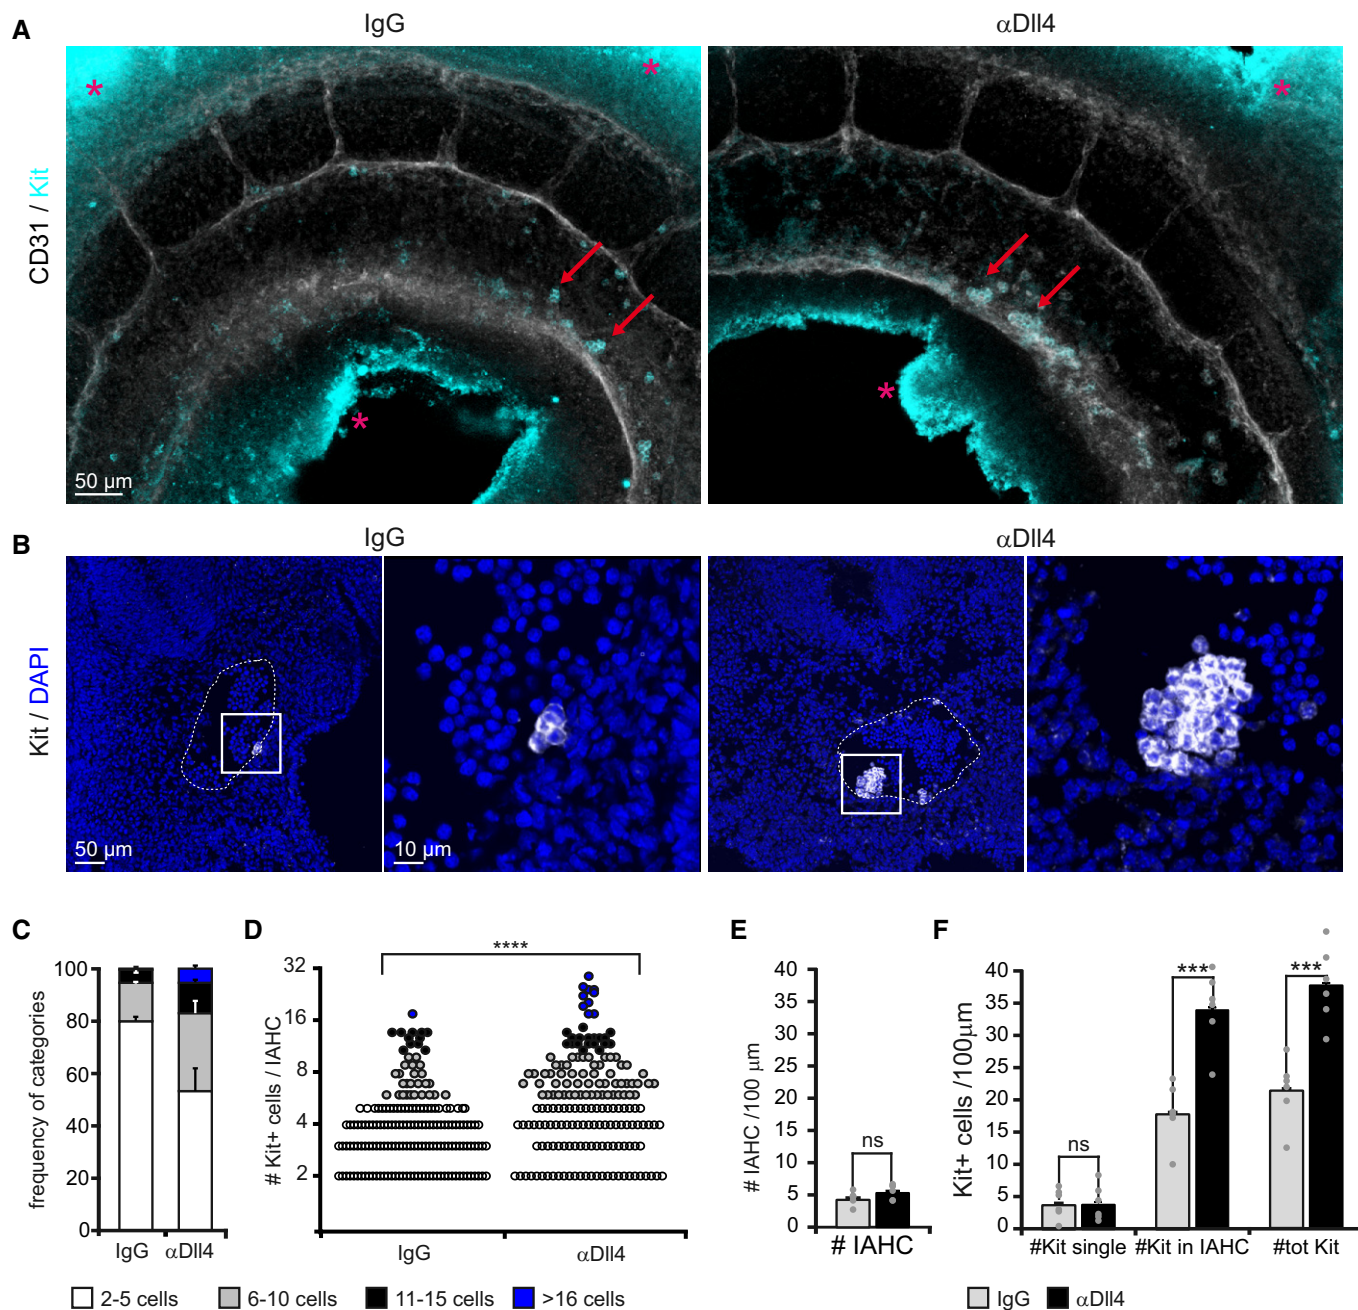 A
IgG
αDll4
CD31 / Kit
*
*
*
*
*
50 µm
B
IgG
αDll4
Kit / DAPI
50 µm
10 µm
C
frequency of categories
100
80
60
40
20
0
IgG
αDll4
D
****
# Kit+ cells / IAHC
32
16
8
4
2
IgG
αDll4
2-5 cells
6-10 cells
11-15 cells
>16 cells
E
# IAHC /100 µm
40
35
30
25
20
15
10
5
0
ns
# IAHC
F
Kit+ cells /100µm
40
30
20
10
0
ns
***
***
#Kit single
#Kit in IAHC
#tot Kit
IgG
αDll4